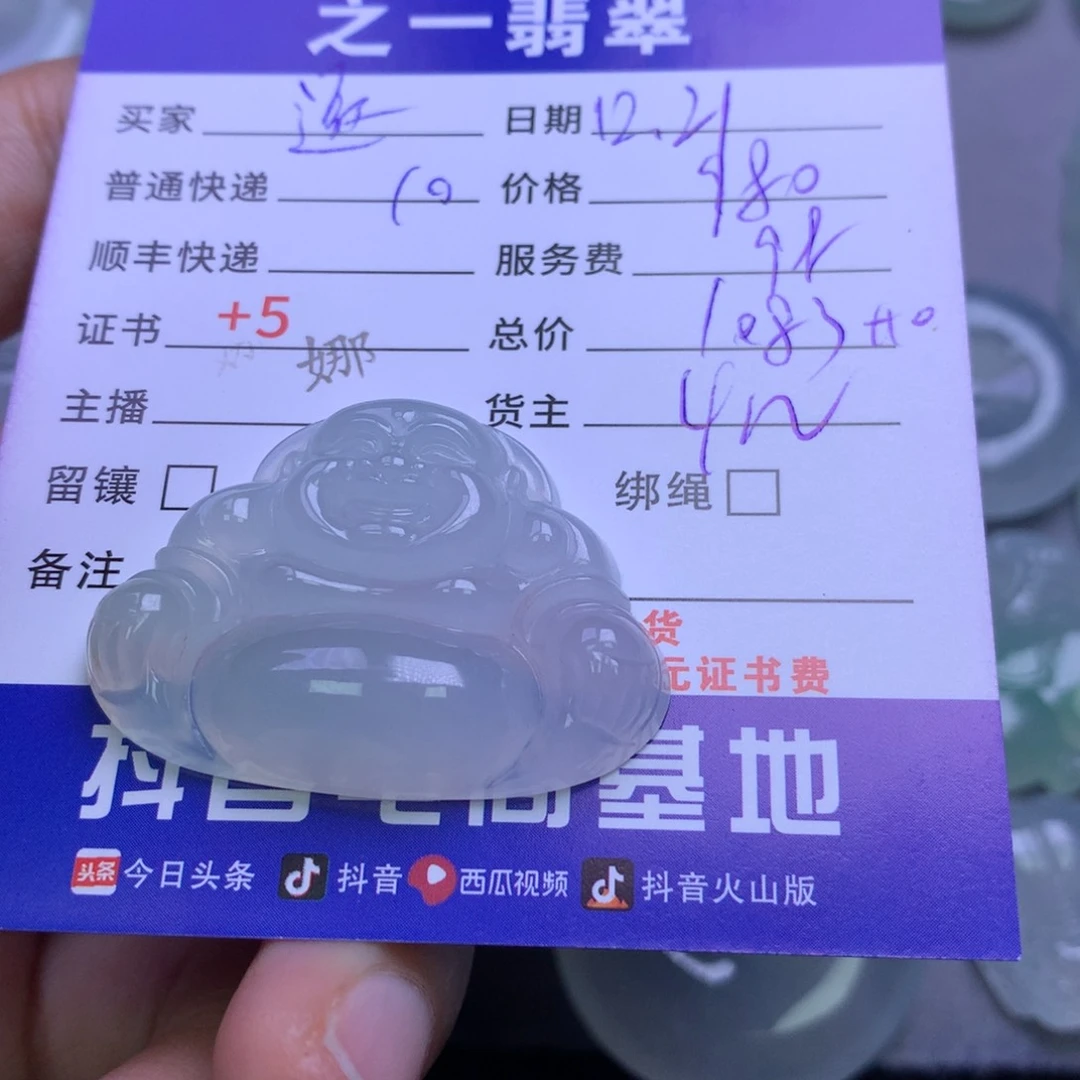 之一翡翠
买家 逛 日期 12.21
普通快递 10 价格 980
顺丰快递 服务费 98
证书 +5 总价 1083+10
主播 娜 货主
留镶 绑绳
备注
货
元证书费
抖音电商基地
今日头条 抖音 西瓜视频 抖音火山版
头条